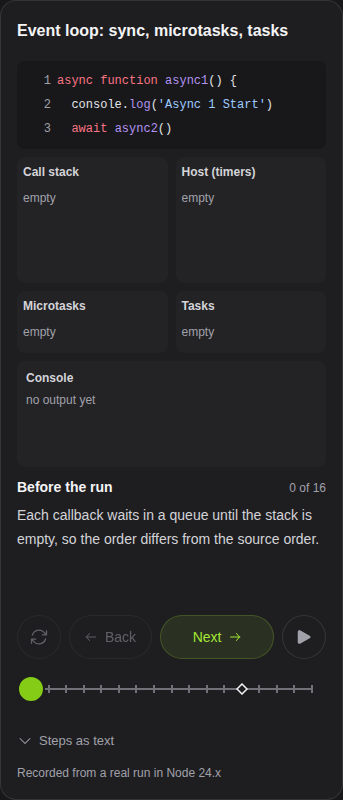 Event loop: sync, microtasks, tasks
1 async function async1() {
2   console.log('Async 1 Start')
3   await async2()
Call stack
empty
Host (timers)
empty
Microtasks
empty
Tasks
empty
Console
no output yet
Before the run
0 of 16
Each callback waits in a queue until the stack is
empty, so the order differs from the source order.
← Back
Next →
Steps as text
Recorded from a real run in Node 24.x